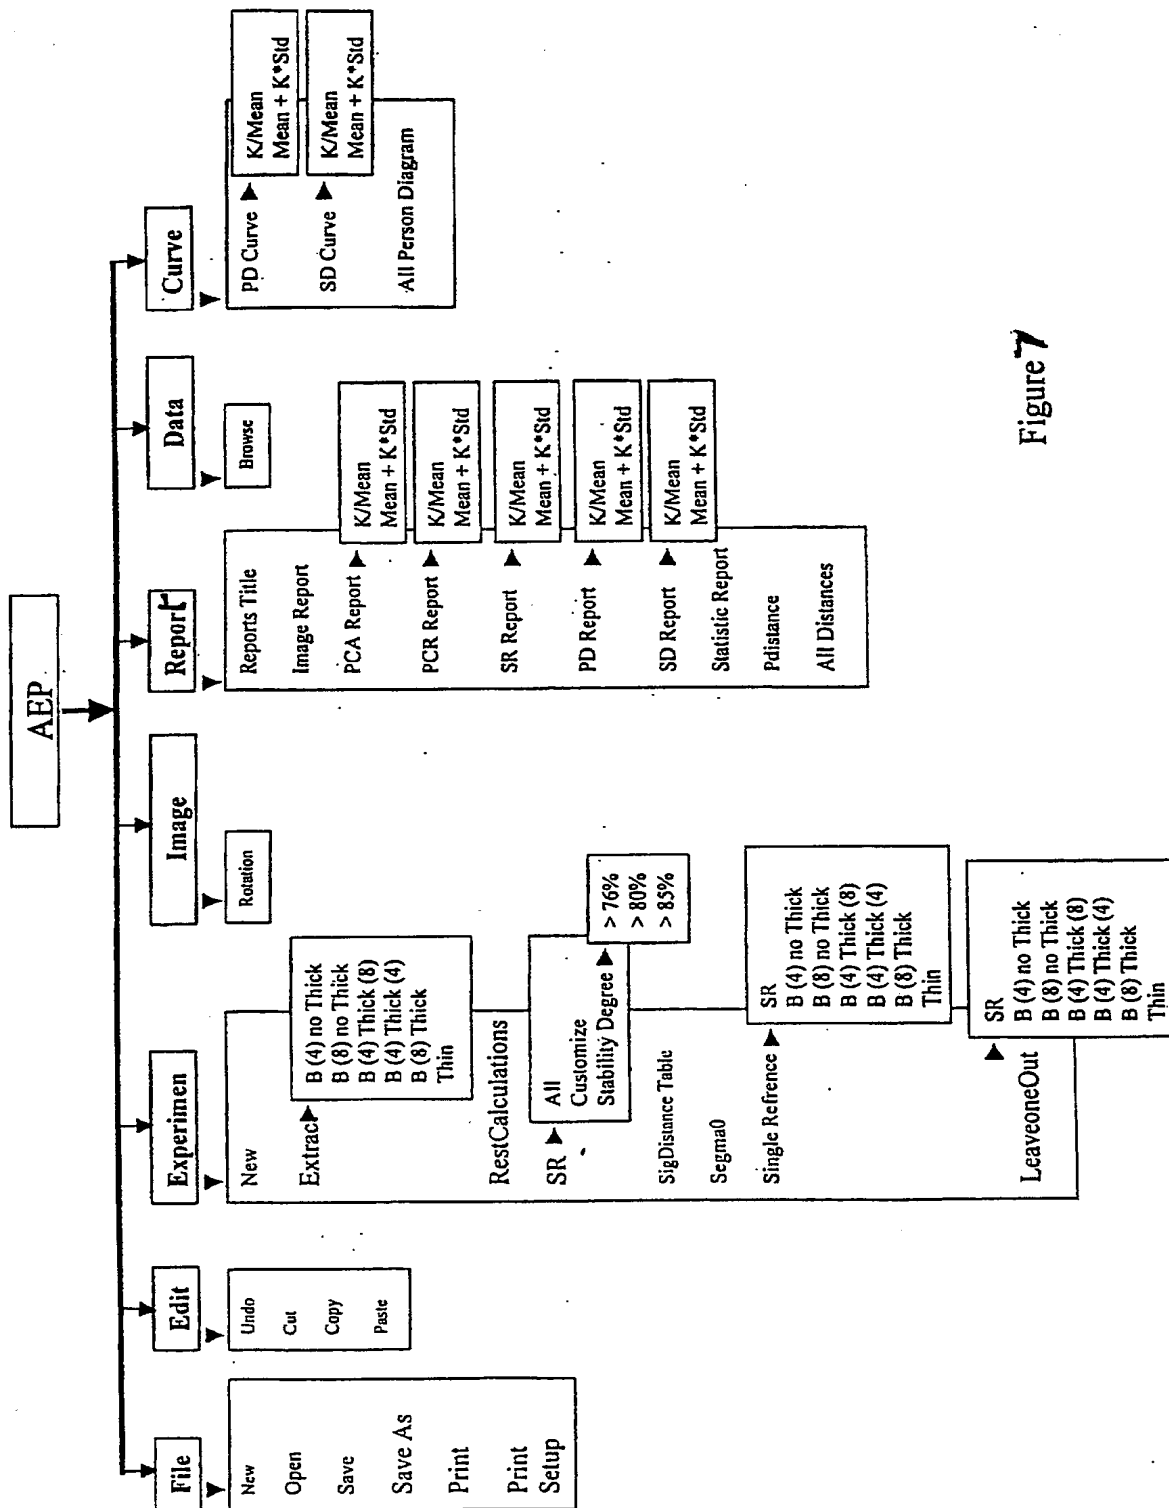 AEP
File
New
Open
Save
Save As
Print
Print
Setup
Edit
Undo
Cut
Copy
Paste
Experimen
New
Extract
B (4) no Thick
B (8) no Thick
B (4) Thick (8)
B (4) Thick (4)
B (8) Thick
Thin
RestCalculations
SR
All
Customize
Stability Degree
> 76%
> 80%
> 85%
SigDistance Table
Segma0
Single Refrence
SR
B (4) no Thick
B (8) no Thick
B (4) Thick (8)
B (4) Thick (4)
B (8) Thick
Thin
LeaveoneOut
SR
B (4) no Thick
B (8) no Thick
B (4) Thick (8)
B (4) Thick (4)
B (8) Thick
Thin
Image
Rotation
Report
Reports Title
Image Report
PCA Report
K/Mean
Mean + K*Std
PCR Report
K/Mean
Mean + K*Std
SR Report
K/Mean
Mean + K*Std
PD Report
K/Mean
Mean + K*Std
SD Report
K/Mean
Mean + K*Std
Statistic Report
Pdistance
All Distances
Data
Browse
Curve
PD Curve
K/Mean
Mean + K*Std
SD Curve
K/Mean
Mean + K*Std
All Person Diagram
Figure 7